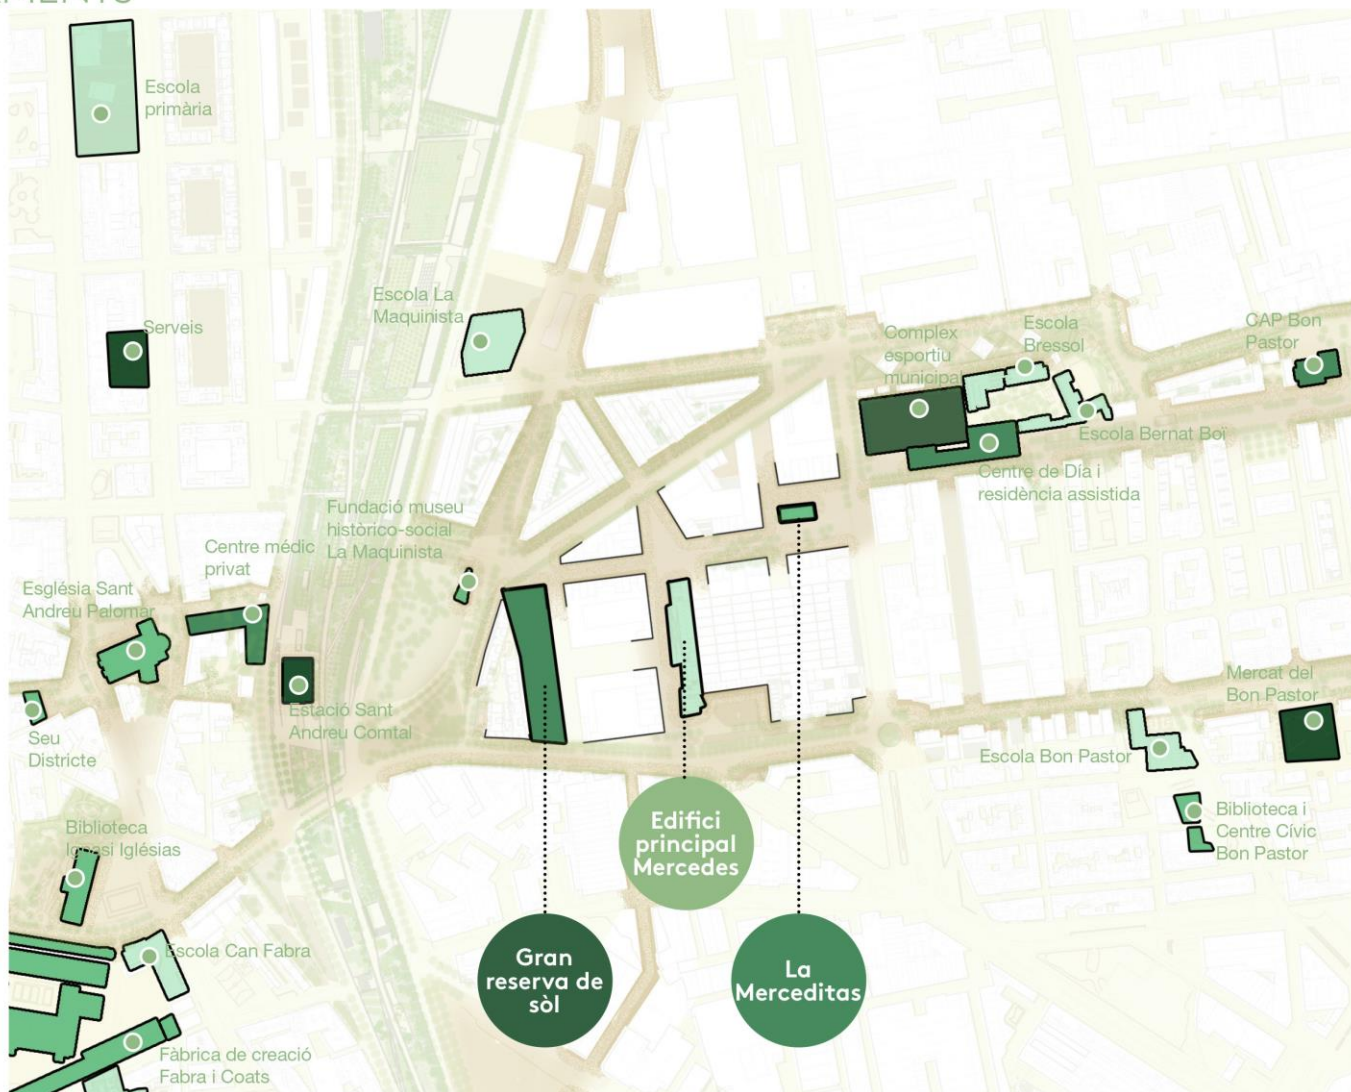 Escola
primària
Escola La
Maquinista
Serveis
Complex
esportiu
municipal
Escola
Bressol
CAP Bon
Pastor
Escola Bernat Boï
Centre de Día i
residència assistida
Fundació museu
històrico-social
La Maquinista
Centre médic
privat
Església Sant
Andreu Palomar
Estació Sant
Andreu Comtal
Seu
Districte
Mercat del
Bon Pastor
Escola Bon Pastor
Biblioteca i
Centre Cívic
Bon Pastor
Biblioteca
Ignasi Iglésias
Edifici
principal
Mercedes
Escola Can Fabra
Gran
reserva de
sòl
La
Merceditas
Fàbrica de creació
Fabra i Coats